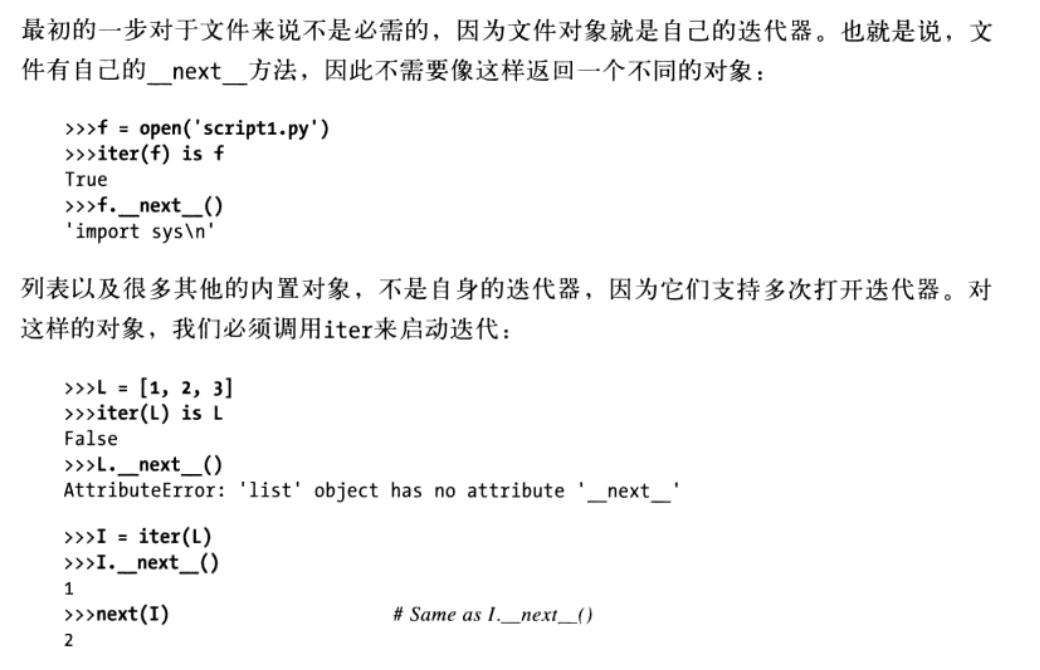 最初的一步对于文件来说不是必需的，因为文件对象就是自己的迭代器。也就是说，文
件有自己的__next__方法，因此不需要像这样返回一个不同的对象：
>>>f = open('script1.py')
>>>iter(f) is f
True
>>>f.__next__()
'import sys\n'
列表以及很多其他的内置对象，不是自身的迭代器，因为它们支持多次打开迭代器。对
这样的对象，我们必须调用iter来启动迭代：
>>>L = [1, 2, 3]
>>>iter(L) is L
False
>>>L.__next__()
AttributeError: 'list' object has no attribute '__next__'
>>>I = iter(L)
>>>I.__next__()
1
>>>next(I) # Same as I.__next__()
2